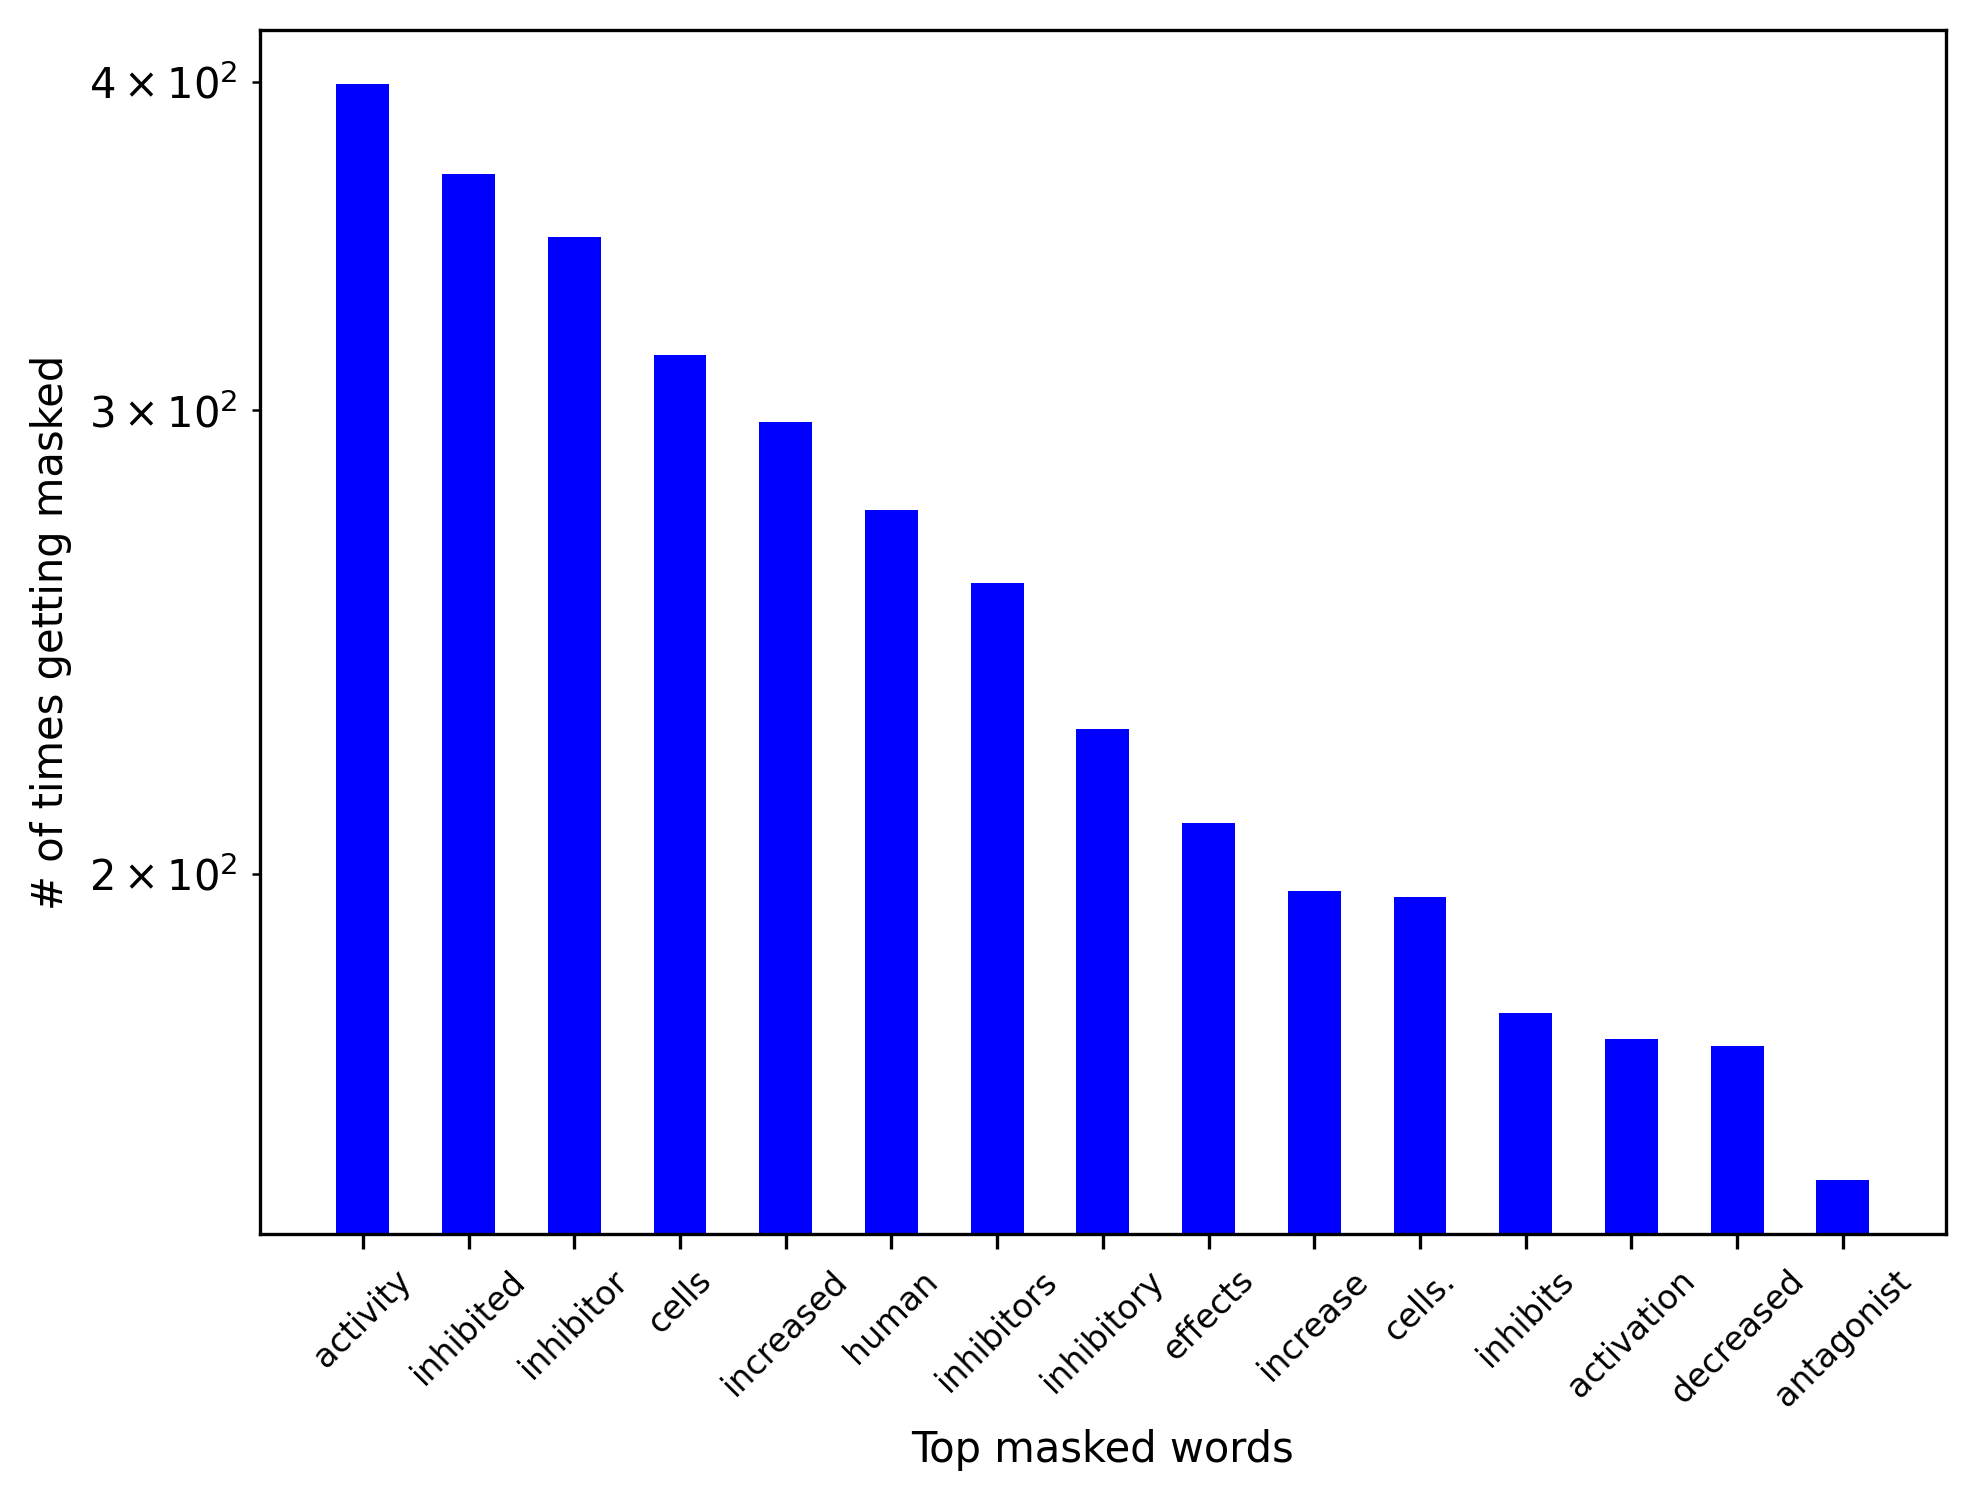 4 × 10²
3 × 10²
2 × 10²
# of times getting masked
activity
inhibited
inhibitor
cells
increased
human
inhibitors
inhibitory
effects
increase
cells.
inhibits
activation
decreased
antagonist
Top masked words